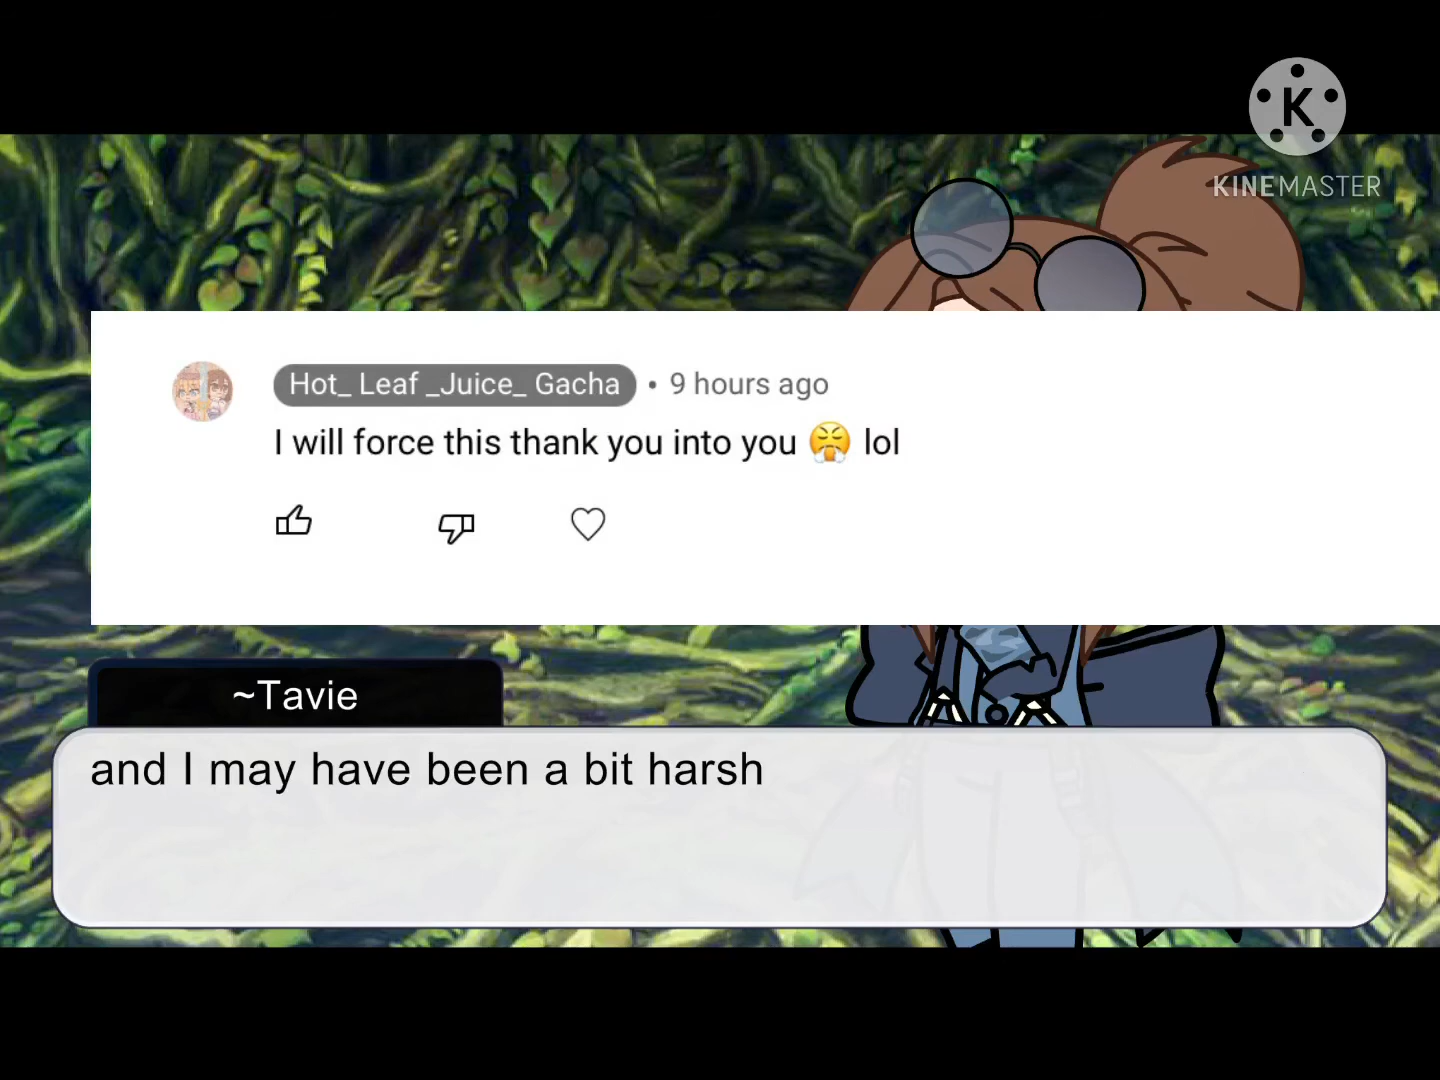 K
KINEMASTER
Hot_ Leaf _Juice_ Gacha • 9 hours ago
I will force this thank you into you 😤 lol
~Tavie
and I may have been a bit harsh